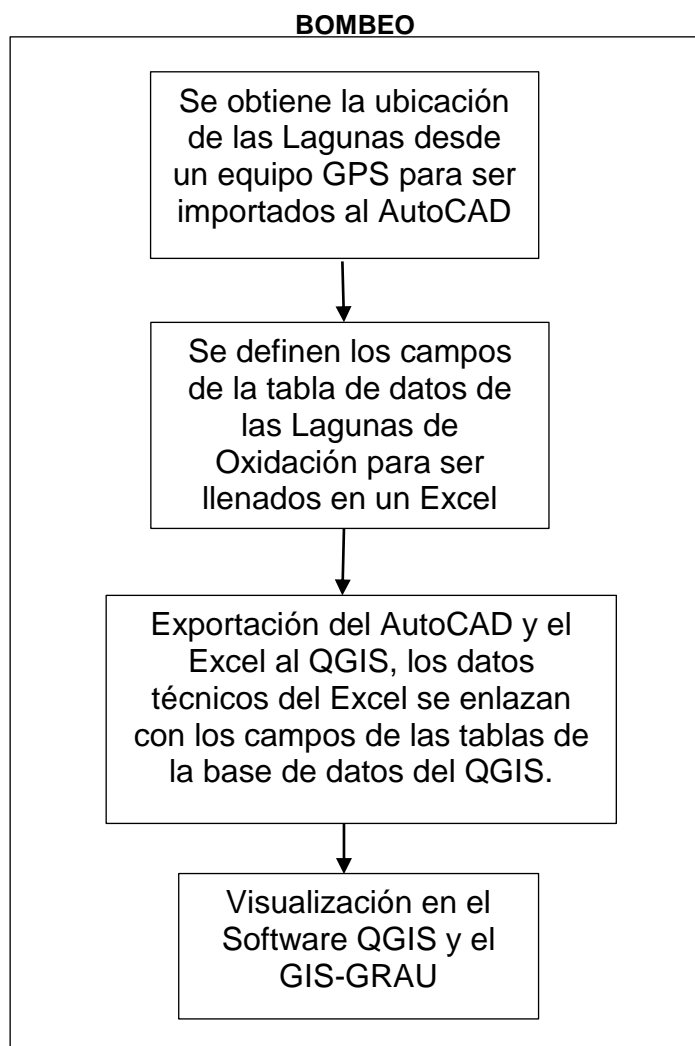 BOMBEO
Se obtiene la ubicación
de las Lagunas desde
un equipo GPS para ser
importados al AutoCAD
Se definen los campos
de la tabla de datos de
las Lagunas de
Oxidación para ser
llenados en un Excel
Exportación del AutoCAD y el
Excel al QGIS, los datos
técnicos del Excel se enlazan
con los campos de las tablas de
la base de datos del QGIS.
Visualización en el
Software QGIS y el
GIS-GRAU